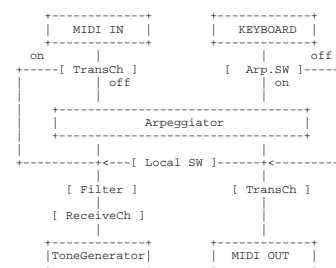 MIDI IN KEYBOARD
on off
[ TransCh ] [ Arp.SW ]
off on
Arpeggiator
<---[ Local SW ]------+<---
[ Filter ] [ TransCh ]
[ ReceiveCh ]
ToneGenerator MIDI OUT